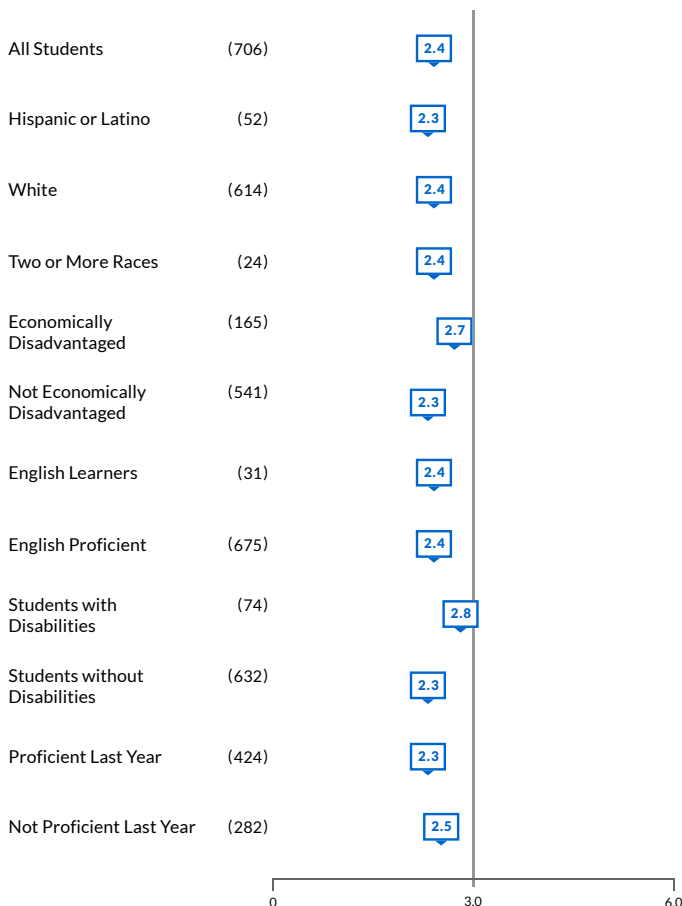 All Students (706) 2.4
Hispanic or Latino (52) 2.3
White (614) 2.4
Two or More Races (24) 2.4
Economically (165) 2.7
Disadvantaged
Not Economically (541) 2.3
Disadvantaged
English Learners (31) 2.4
English Proficient (675) 2.4
Students with (74) 2.8
Disabilities
Students without (632) 2.3
Disabilities
Proficient Last Year (424) 2.3
Not Proficient Last Year (282) 2.5
0 3.0 6.0